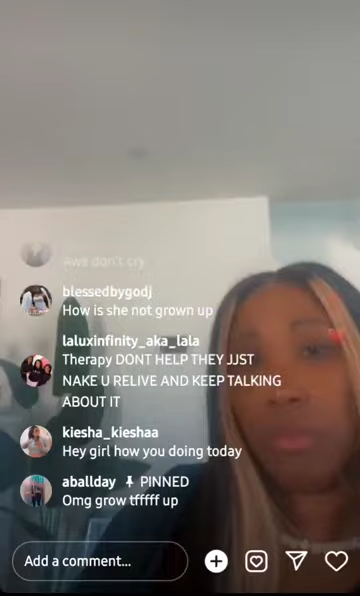 Aww don't cry
blessedbygodj
How is she not grown up
laluxinfinity_aka_lala
Therapy DONT HELP THEY JJST
NAKE U RELIVE AND KEEP TALKING
ABOUT IT
kiesha_kieshaa
Hey girl how you doing today
aballday PINNED
Omg grow tfffff up
Add a comment...